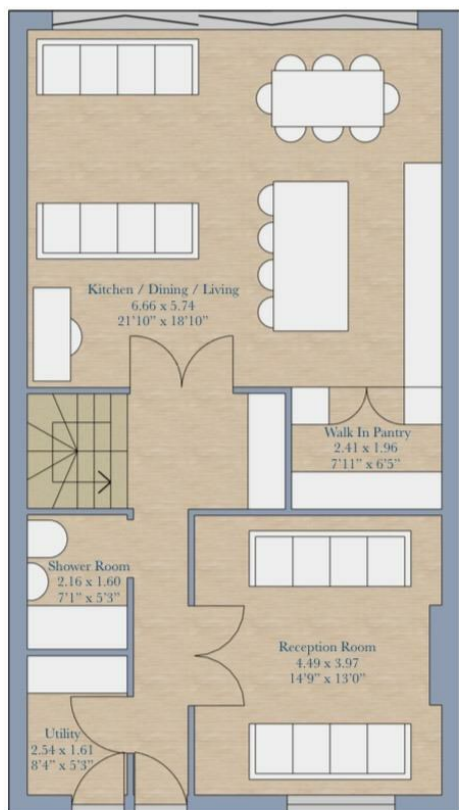 Kitchen / Dining / Living
6.66 x 5.74
21'10" x 18'10"
Walk In Pantry
2.41 x 1.96
7'11" x 6'5"
Shower Room
2.16 x 1.60
7'1" x 5'3"
Reception Room
4.49 x 3.97
14'9" x 13'0"
Utility
2.54 x 1.61
8'4" x 5'3"